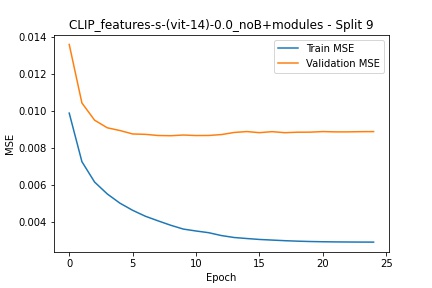 CLIP_features-s-(vit-14)-0.0_noB+modules - Split 9
Train MSE
Validation MSE
MSE
0.014
0.012
0.010
0.008
0.006
0.004
0 5 10 15 20 25
Epoch